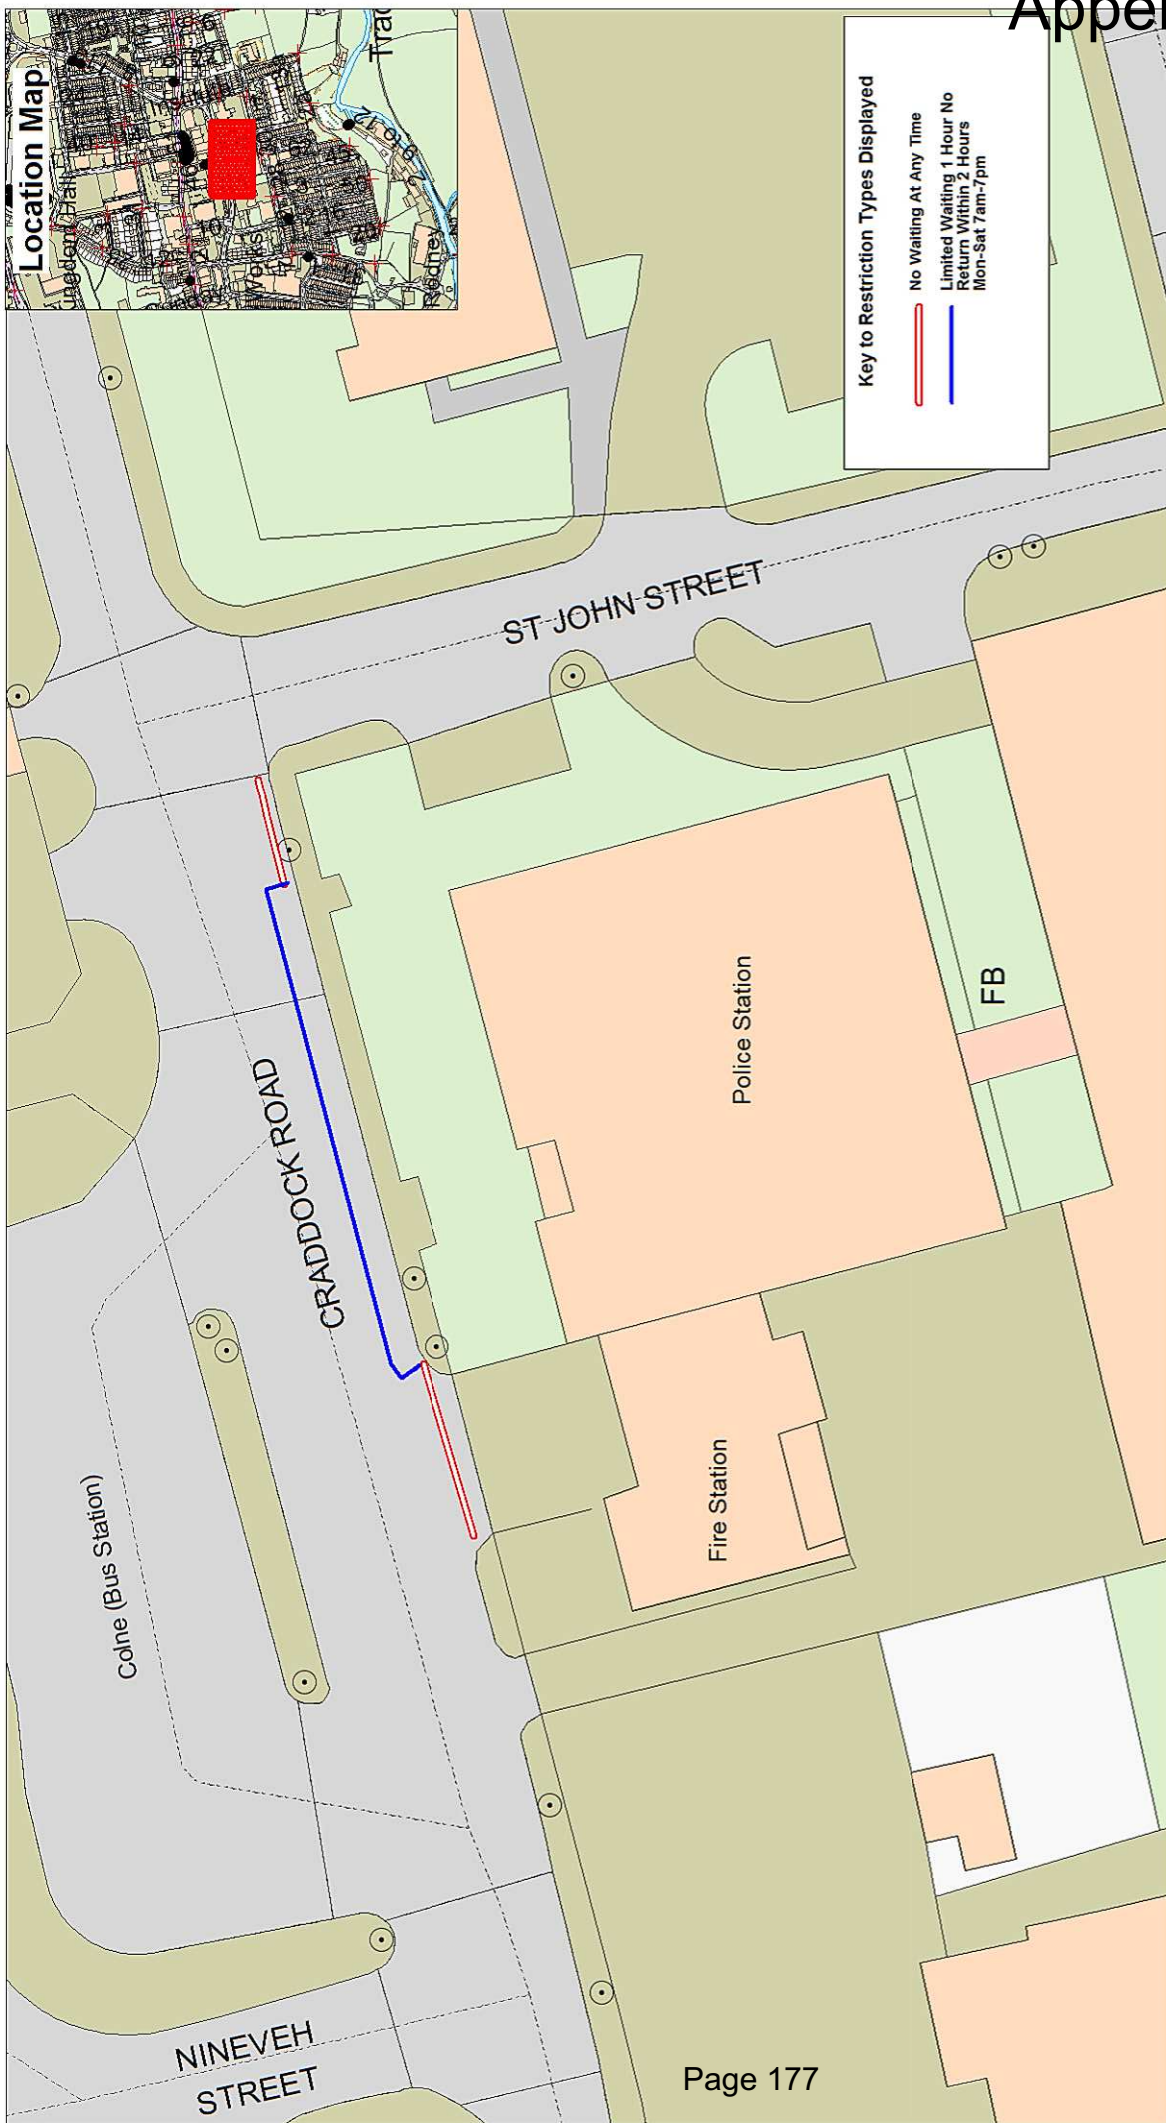 Appe
Location Map
Key to Restriction Types Displayed
No Waiting At Any Time
Limited Waiting 1 Hour No
Return Within 2 Hours
Mon-Sat 7am-7pm
ST JOHN STREET
CRADDOCK ROAD
Police Station
FB
Fire Station
Colne (Bus Station)
NINEVEH
STREET
Page 177